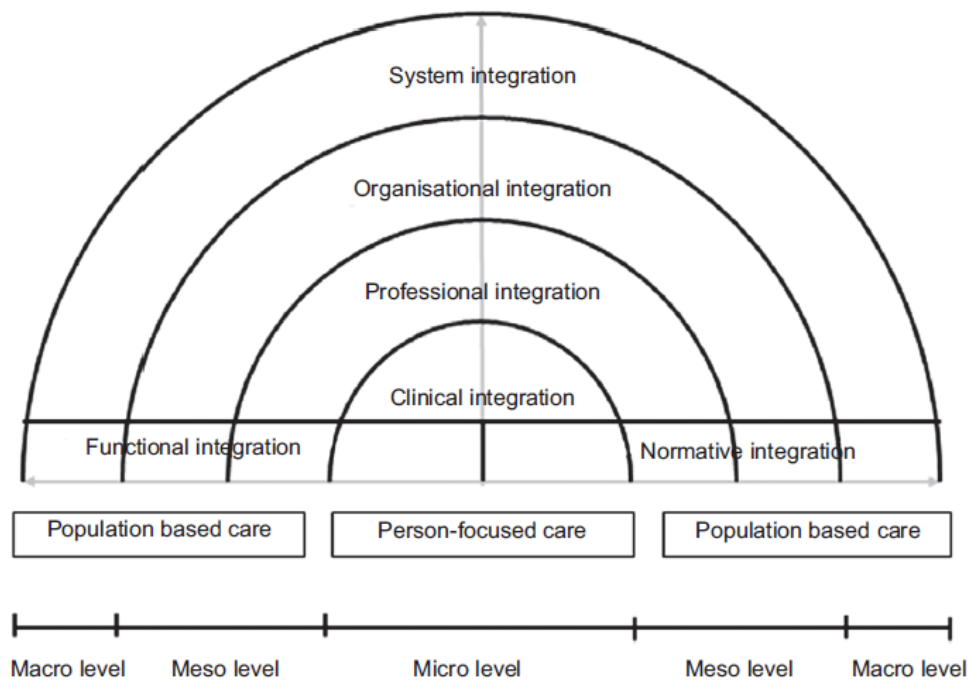 System integration
Organisational integration
Professional integration
Clinical integration
Functional integration
Normative integration
Population based care
Person-focused care
Population based care
Macro level
Meso level
Micro level
Meso level
Macro level